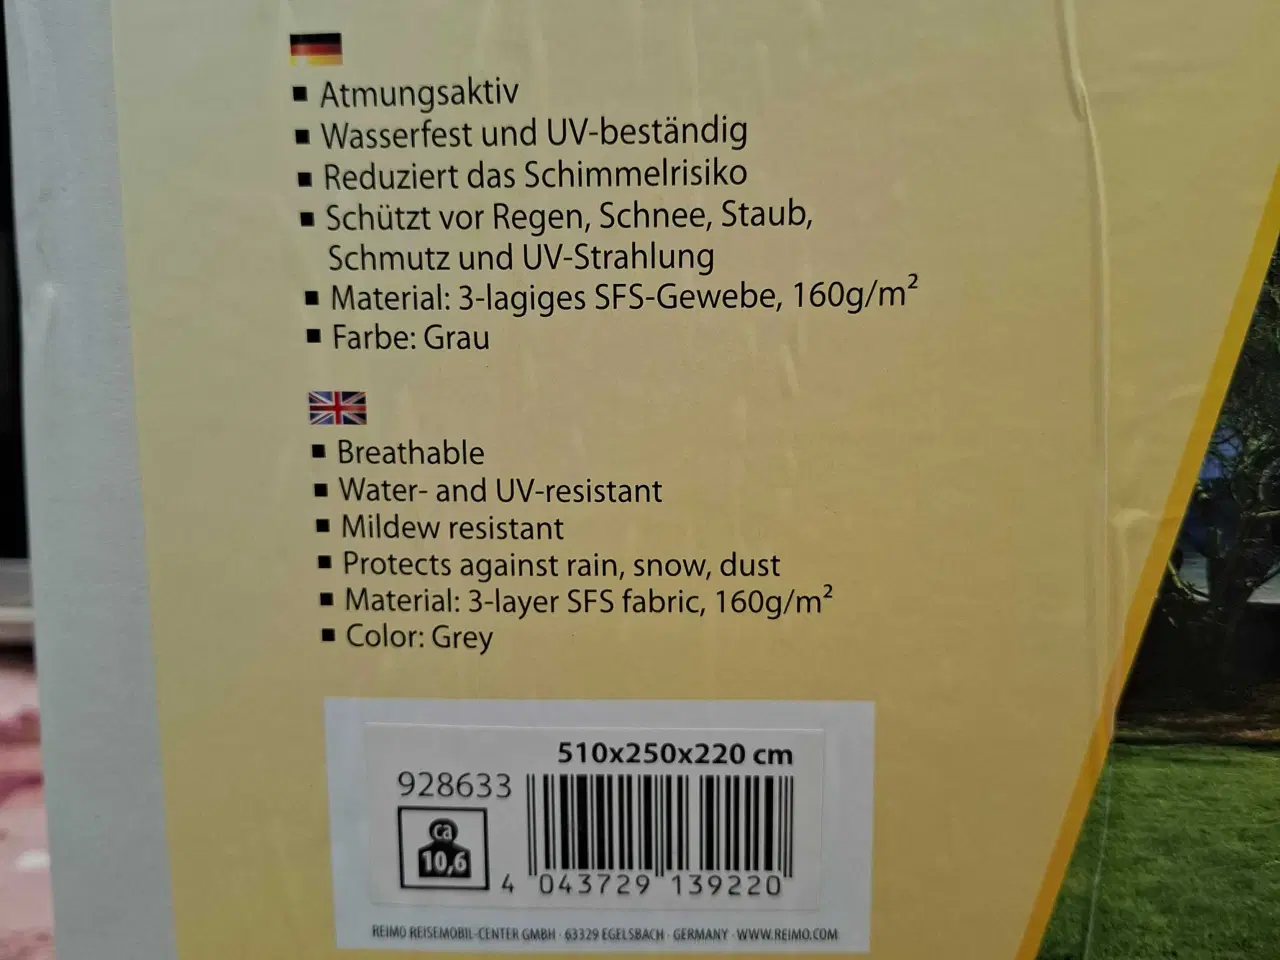 ■ Atmungsaktiv
■ Wasserfest und UV-beständig
■ Reduziert das Schimmelrisiko
■ Schützt vor Regen, Schnee, Staub,
Schmutz und UV-Strahlung
■ Material: 3-lagiges SFS-Gewebe, 160g/m²
■ Farbe: Grau
■ Breathable
■ Water- and UV-resistant
■ Mildew resistant
■ Protects against rain, snow, dust
■ Material: 3-layer SFS fabric, 160g/m²
■ Color: Grey
510x250x220 cm
928633
ca
10,6
4 043729 139220
REIMO REISEMOBIL-CENTER GMBH · 63329 EGELSBACH · GERMANY · WWW.REIMO.COM